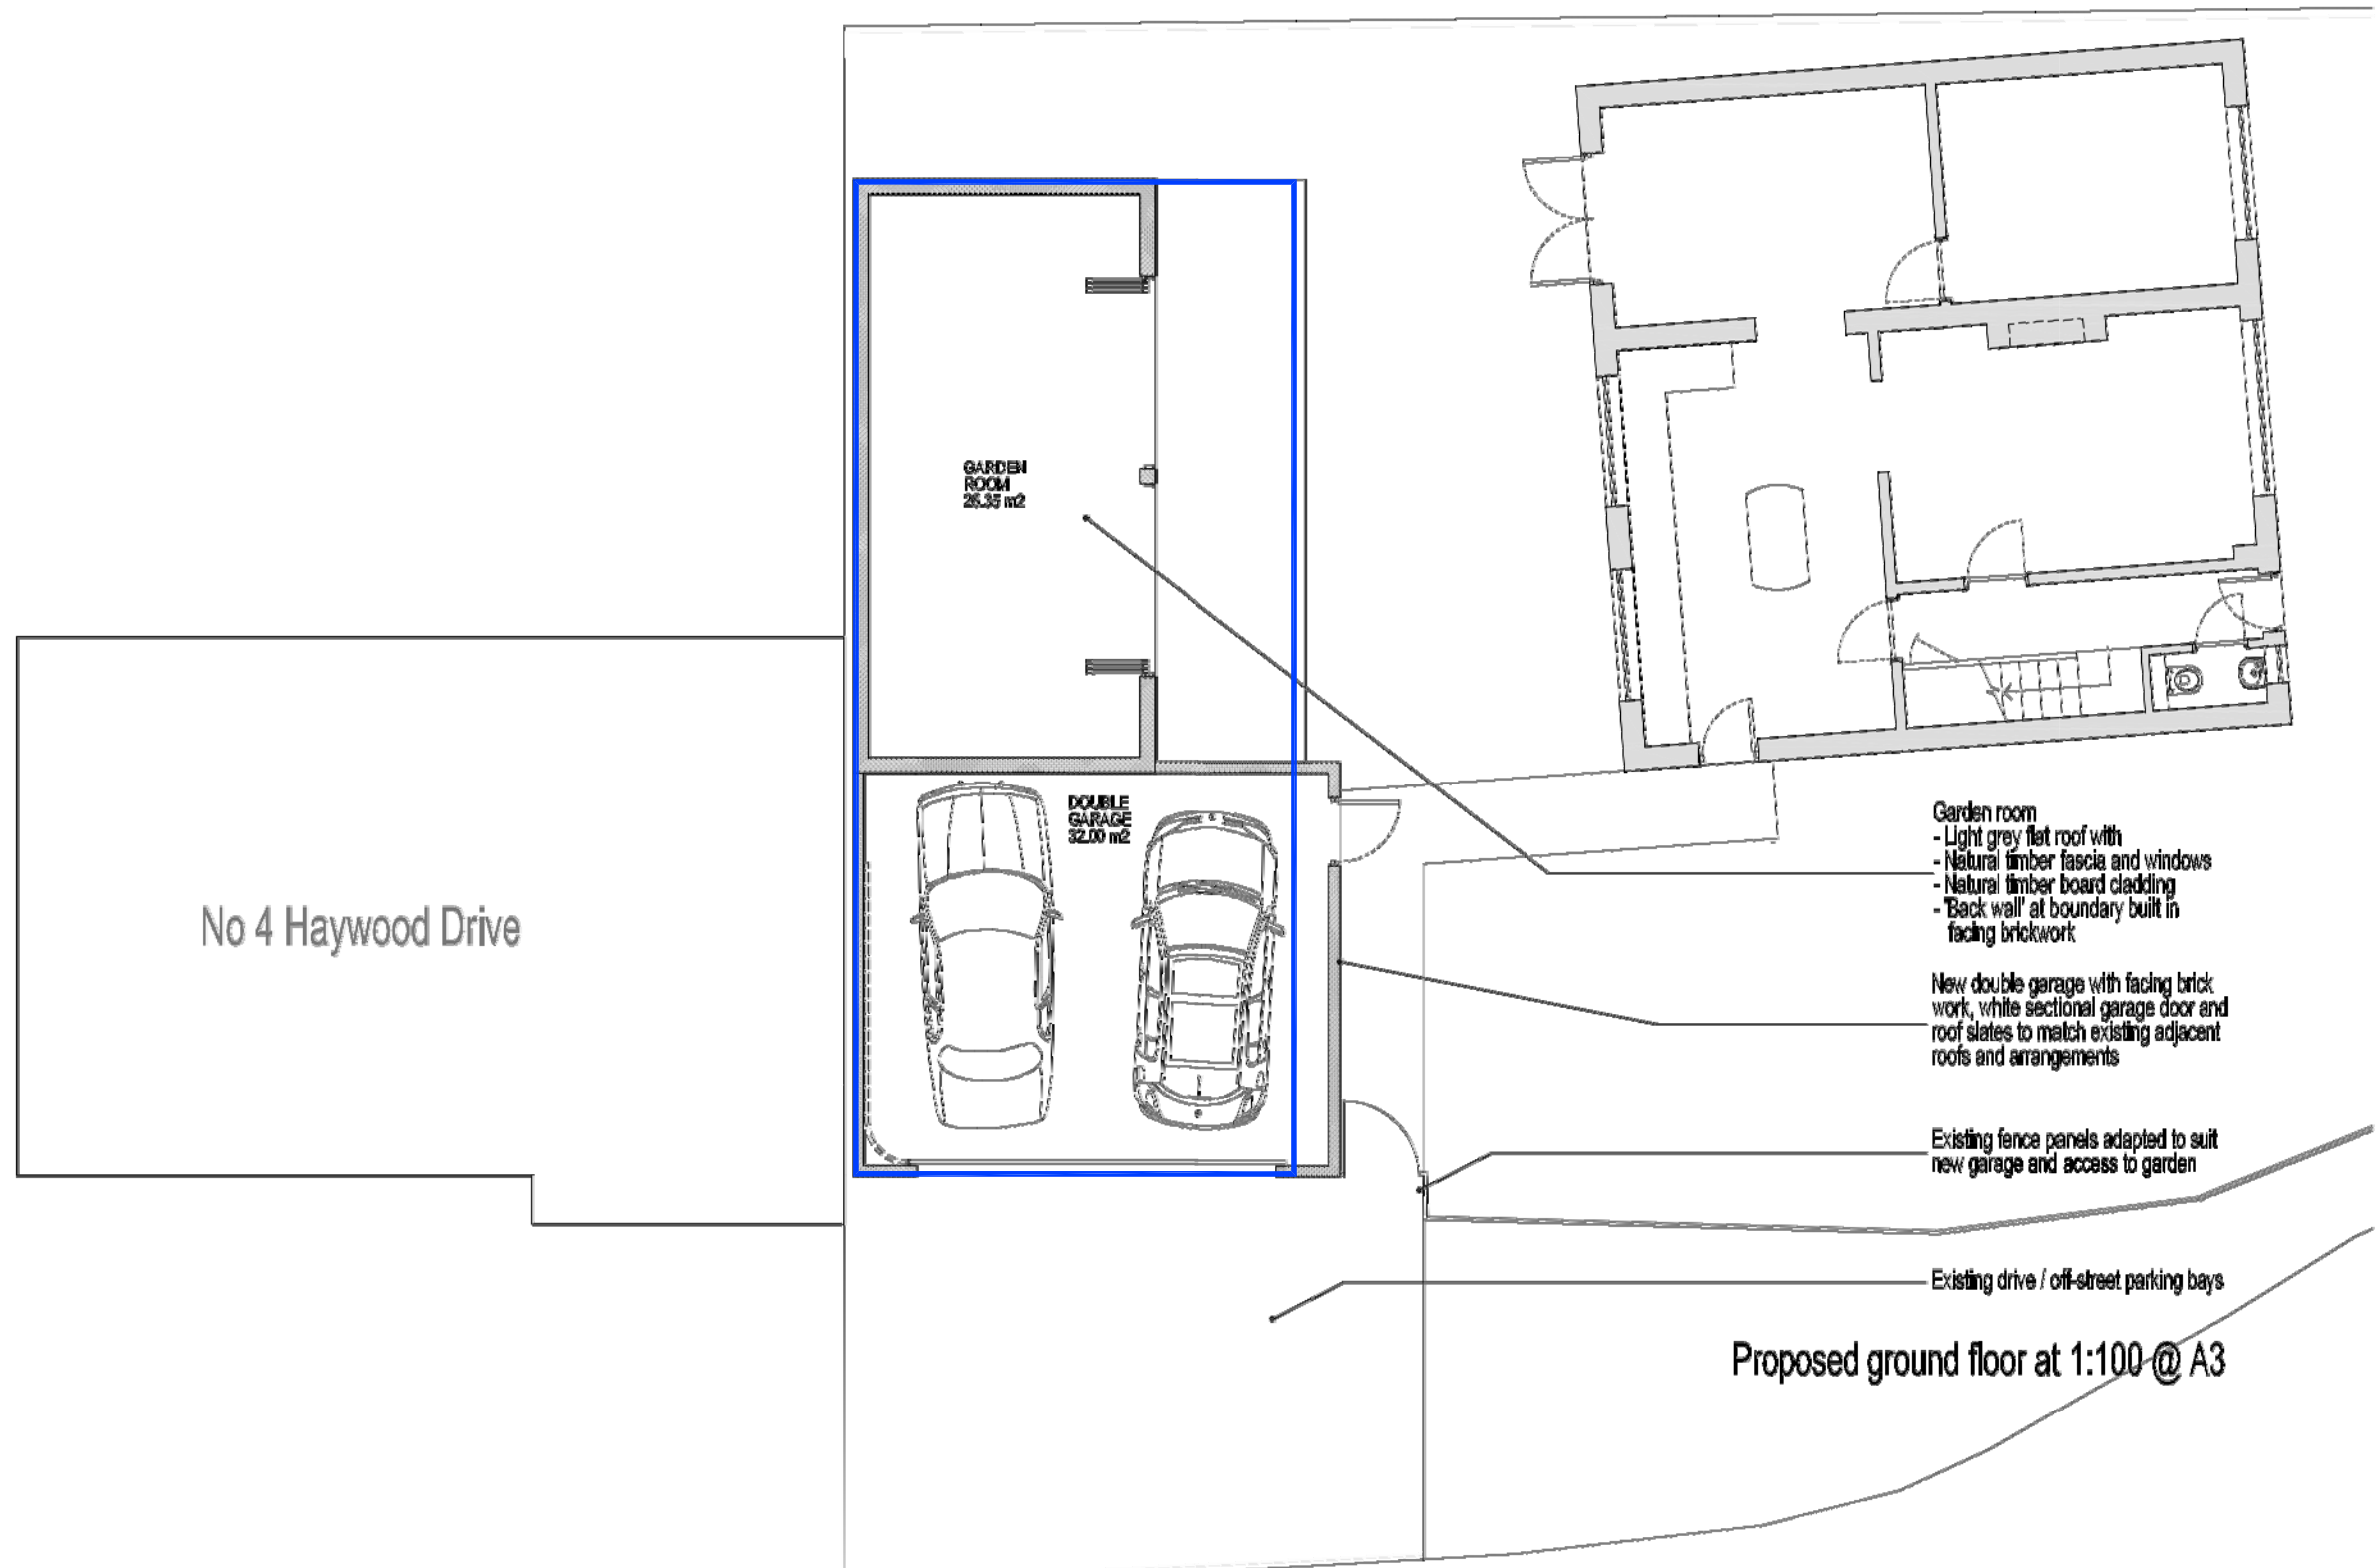 GARDEN
ROOM
26.35 m2
DOUBLE
GARAGE
32.00 m2
No 4 Haywood Drive
Garden room
- Light grey flat roof with
- Natural timber fascia and windows
- Natural timber board cladding
- 'Back wall' at boundary built in
facing brickwork
New double garage with facing brick
work, white sectional garage door and
roof slates to match existing adjacent
roofs and arrangements
Existing fence panels adapted to suit
new garage and access to garden
Existing drive / off-street parking bays
Proposed ground floor at 1:100 @ A3